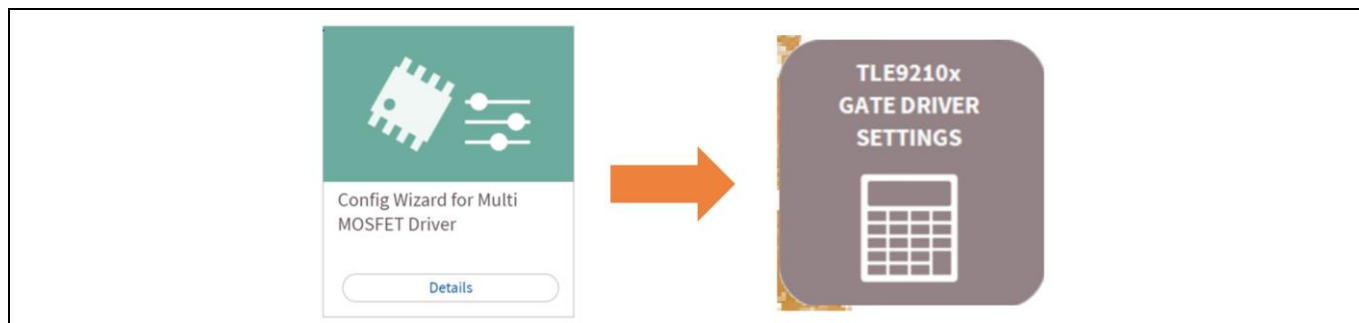 Config Wizard for Multi
MOSFET Driver
Details
TLE9210x
GATE DRIVER
SETTINGS